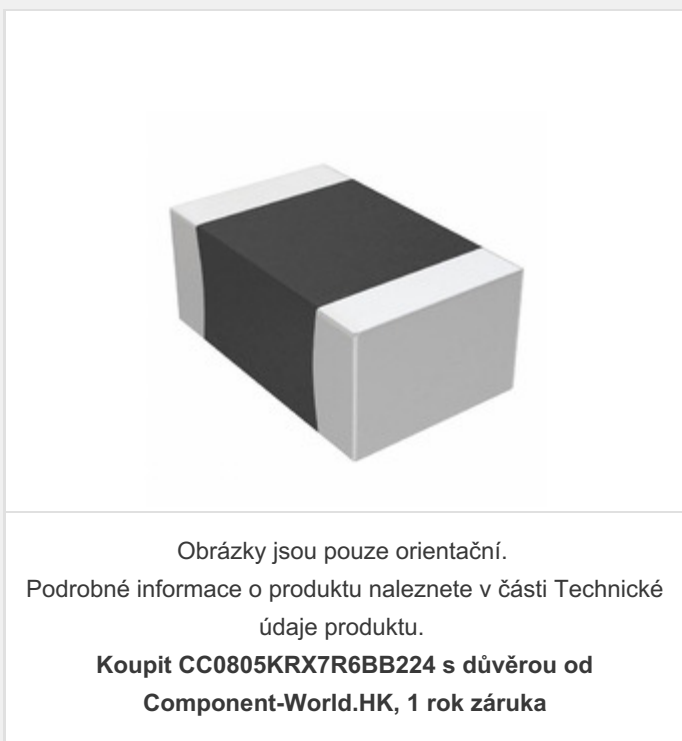 Obrázky jsou pouze orientační.
Podrobné informace o produktu naleznete v části Technické
údaje produktu.
Koupit CC0805KRX7R6BB224 s důvěrou od
Component-World.HK, 1 rok záruka